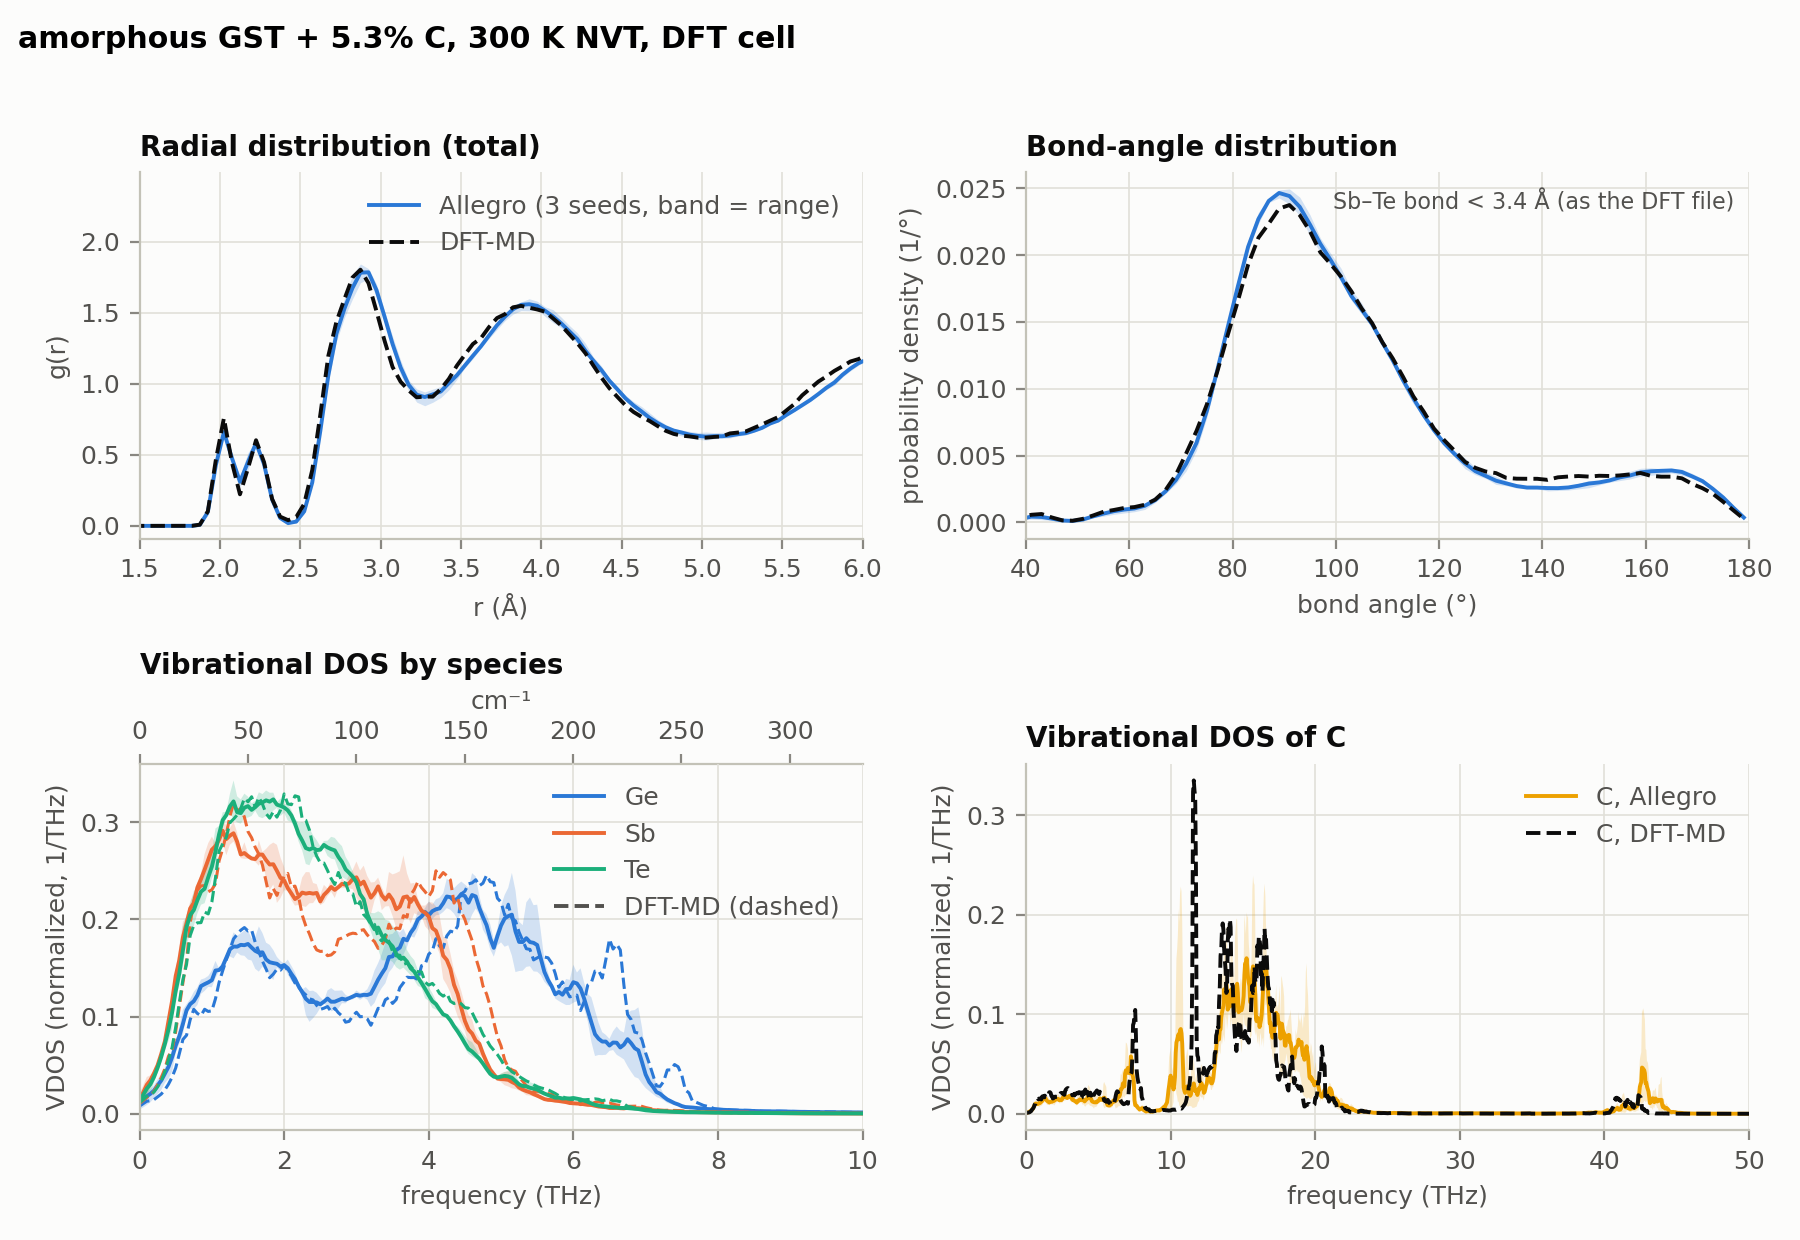 amorphous GST + 5.3% C, 300 K NVT, DFT cell
Radial distribution (total)
g(r)
2.0
1.5
1.0
0.5
0.0
Allegro (3 seeds, band = range)
DFT-MD
1.5 2.0 2.5 3.0 3.5 4.0 4.5 5.0 5.5 6.0
r (Å)
Bond-angle distribution
probability density (1/°)
0.025
0.020
0.015
0.010
0.005
0.000
Sb–Te bond < 3.4 Å (as the DFT file)
40 60 80 100 120 140 160 180
bond angle (°)
Vibrational DOS by species
cm⁻¹
0 50 100 150 200 250 300
VDOS (normalized, 1/THz)
0.3
0.2
0.1
0.0
Ge
Sb
Te
DFT-MD (dashed)
0 2 4 6 8 10
frequency (THz)
Vibrational DOS of C
VDOS (normalized, 1/THz)
0.3
0.2
0.1
0.0
C, Allegro
C, DFT-MD
0 10 20 30 40 50
frequency (THz)